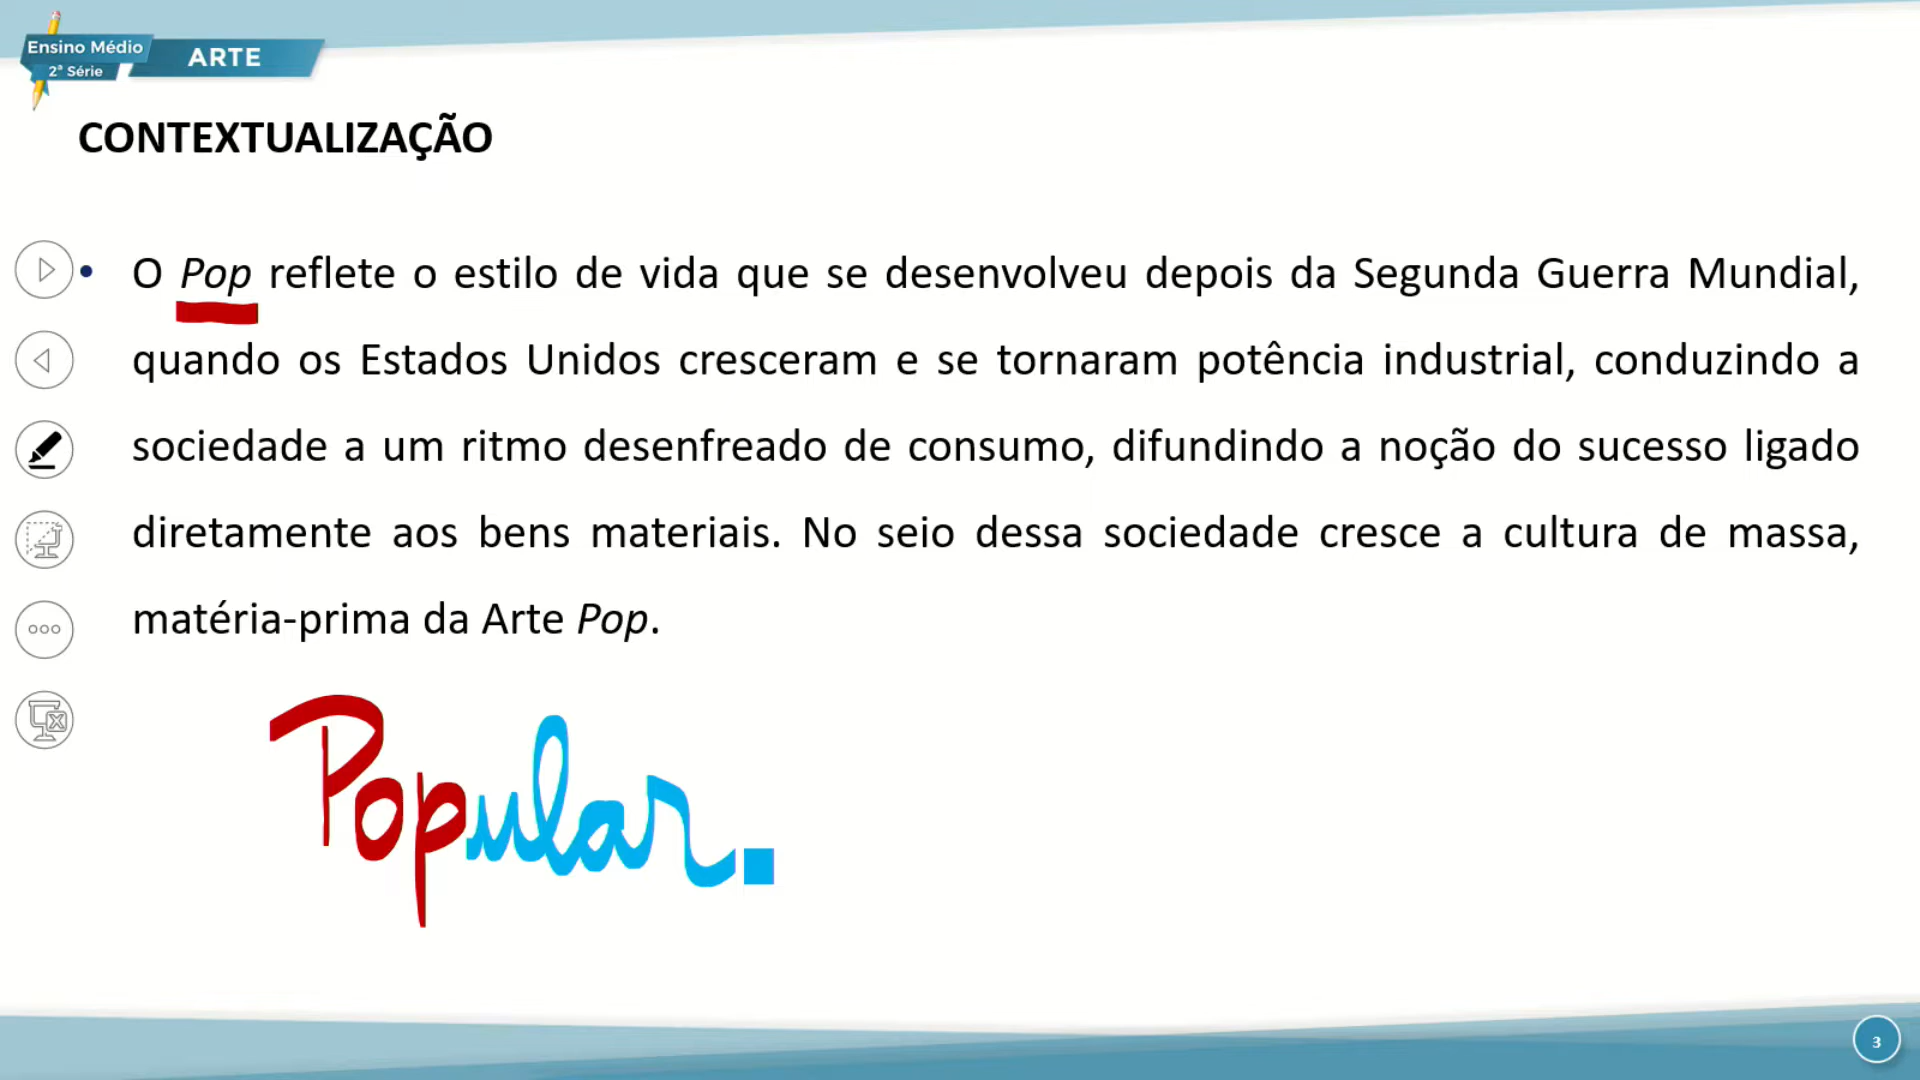 Ensino Médio
2ª Série
ARTE
CONTEXTUALIZAÇÃO
• O Pop reflete o estilo de vida que se desenvolveu depois da Segunda Guerra Mundial,
quando os Estados Unidos cresceram e se tornaram potência industrial, conduzindo a
sociedade a um ritmo desenfreado de consumo, difundindo a noção do sucesso ligado
diretamente aos bens materiais. No seio dessa sociedade cresce a cultura de massa,
matéria-prima da Arte Pop.
Popular.
3